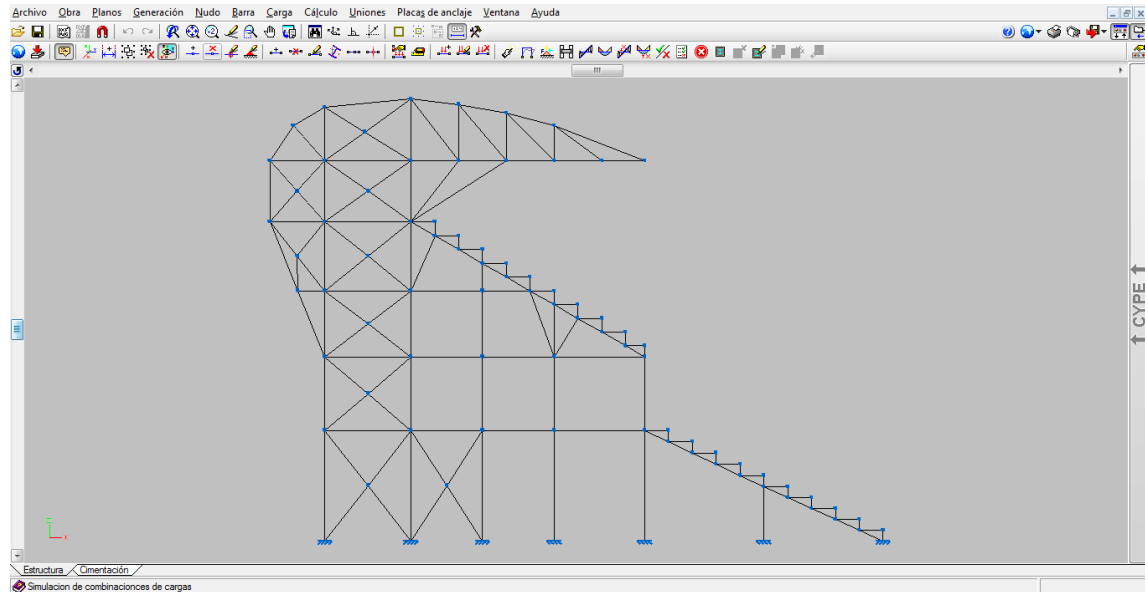 Archivo Obra Planos Generación Nudo Barra Carga Cálculo Uniones Placas de anclaje Ventana Ayuda
CYPE
z
x
Estructura Cimentación
Simulacion de combinacionces de cargas